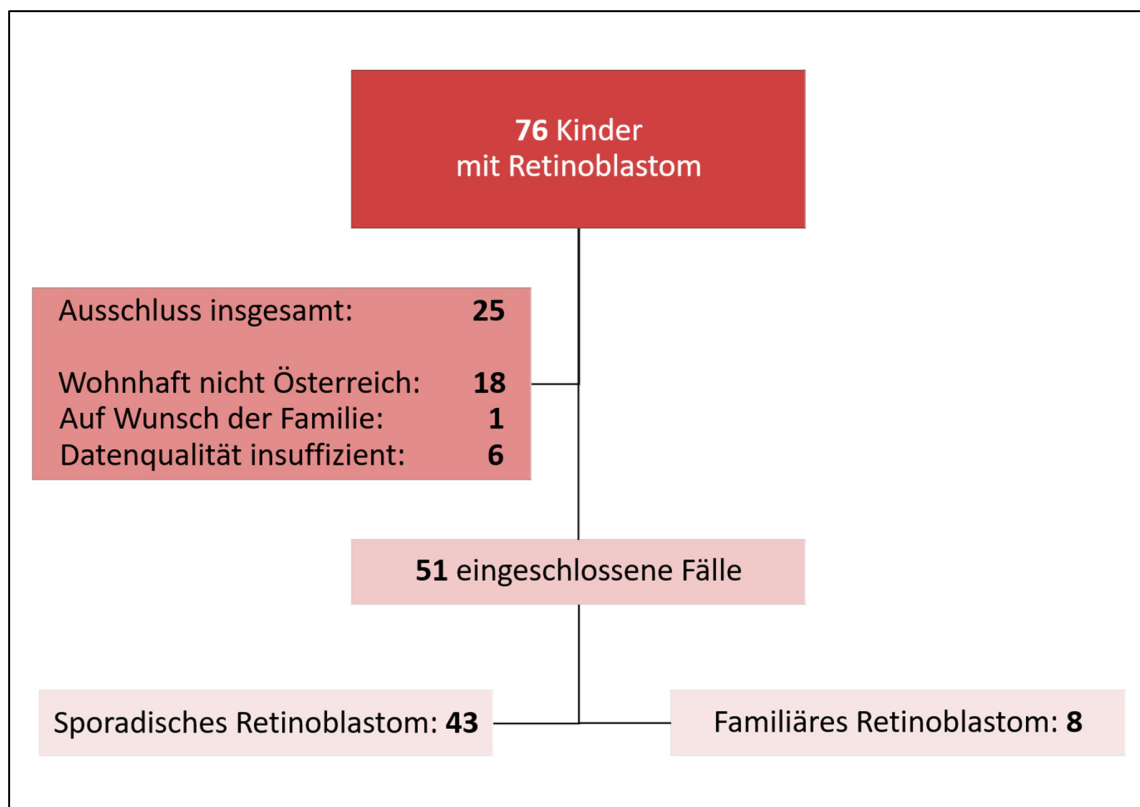 76 Kinder
mit Retinoblastom
Ausschluss insgesamt: 25
Wohnhaft nicht Österreich: 18
Auf Wunsch der Familie: 1
Datenqualität insuffizient: 6
51 eingeschlossene Fälle
Sporadisches Retinoblastom: 43
Familiäres Retinoblastom: 8